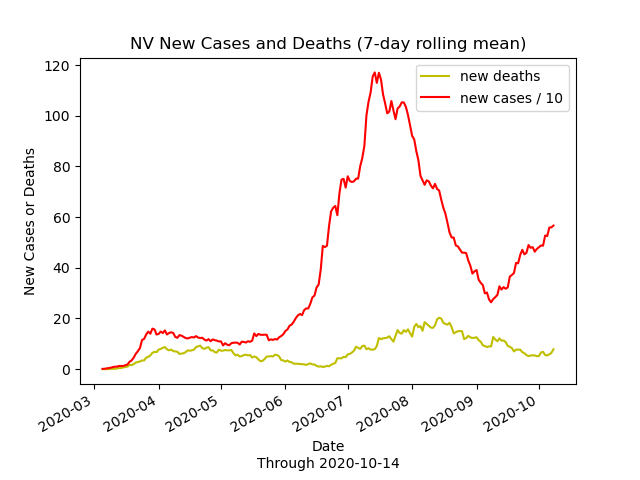 NV New Cases and Deaths (7-day rolling mean)
new deaths
new cases / 10
120
100
80
60
40
20
0
New Cases or Deaths
2020-03
2020-04
2020-05
2020-06
2020-07
2020-08
2020-09
2020-10
Date
Through 2020-10-14